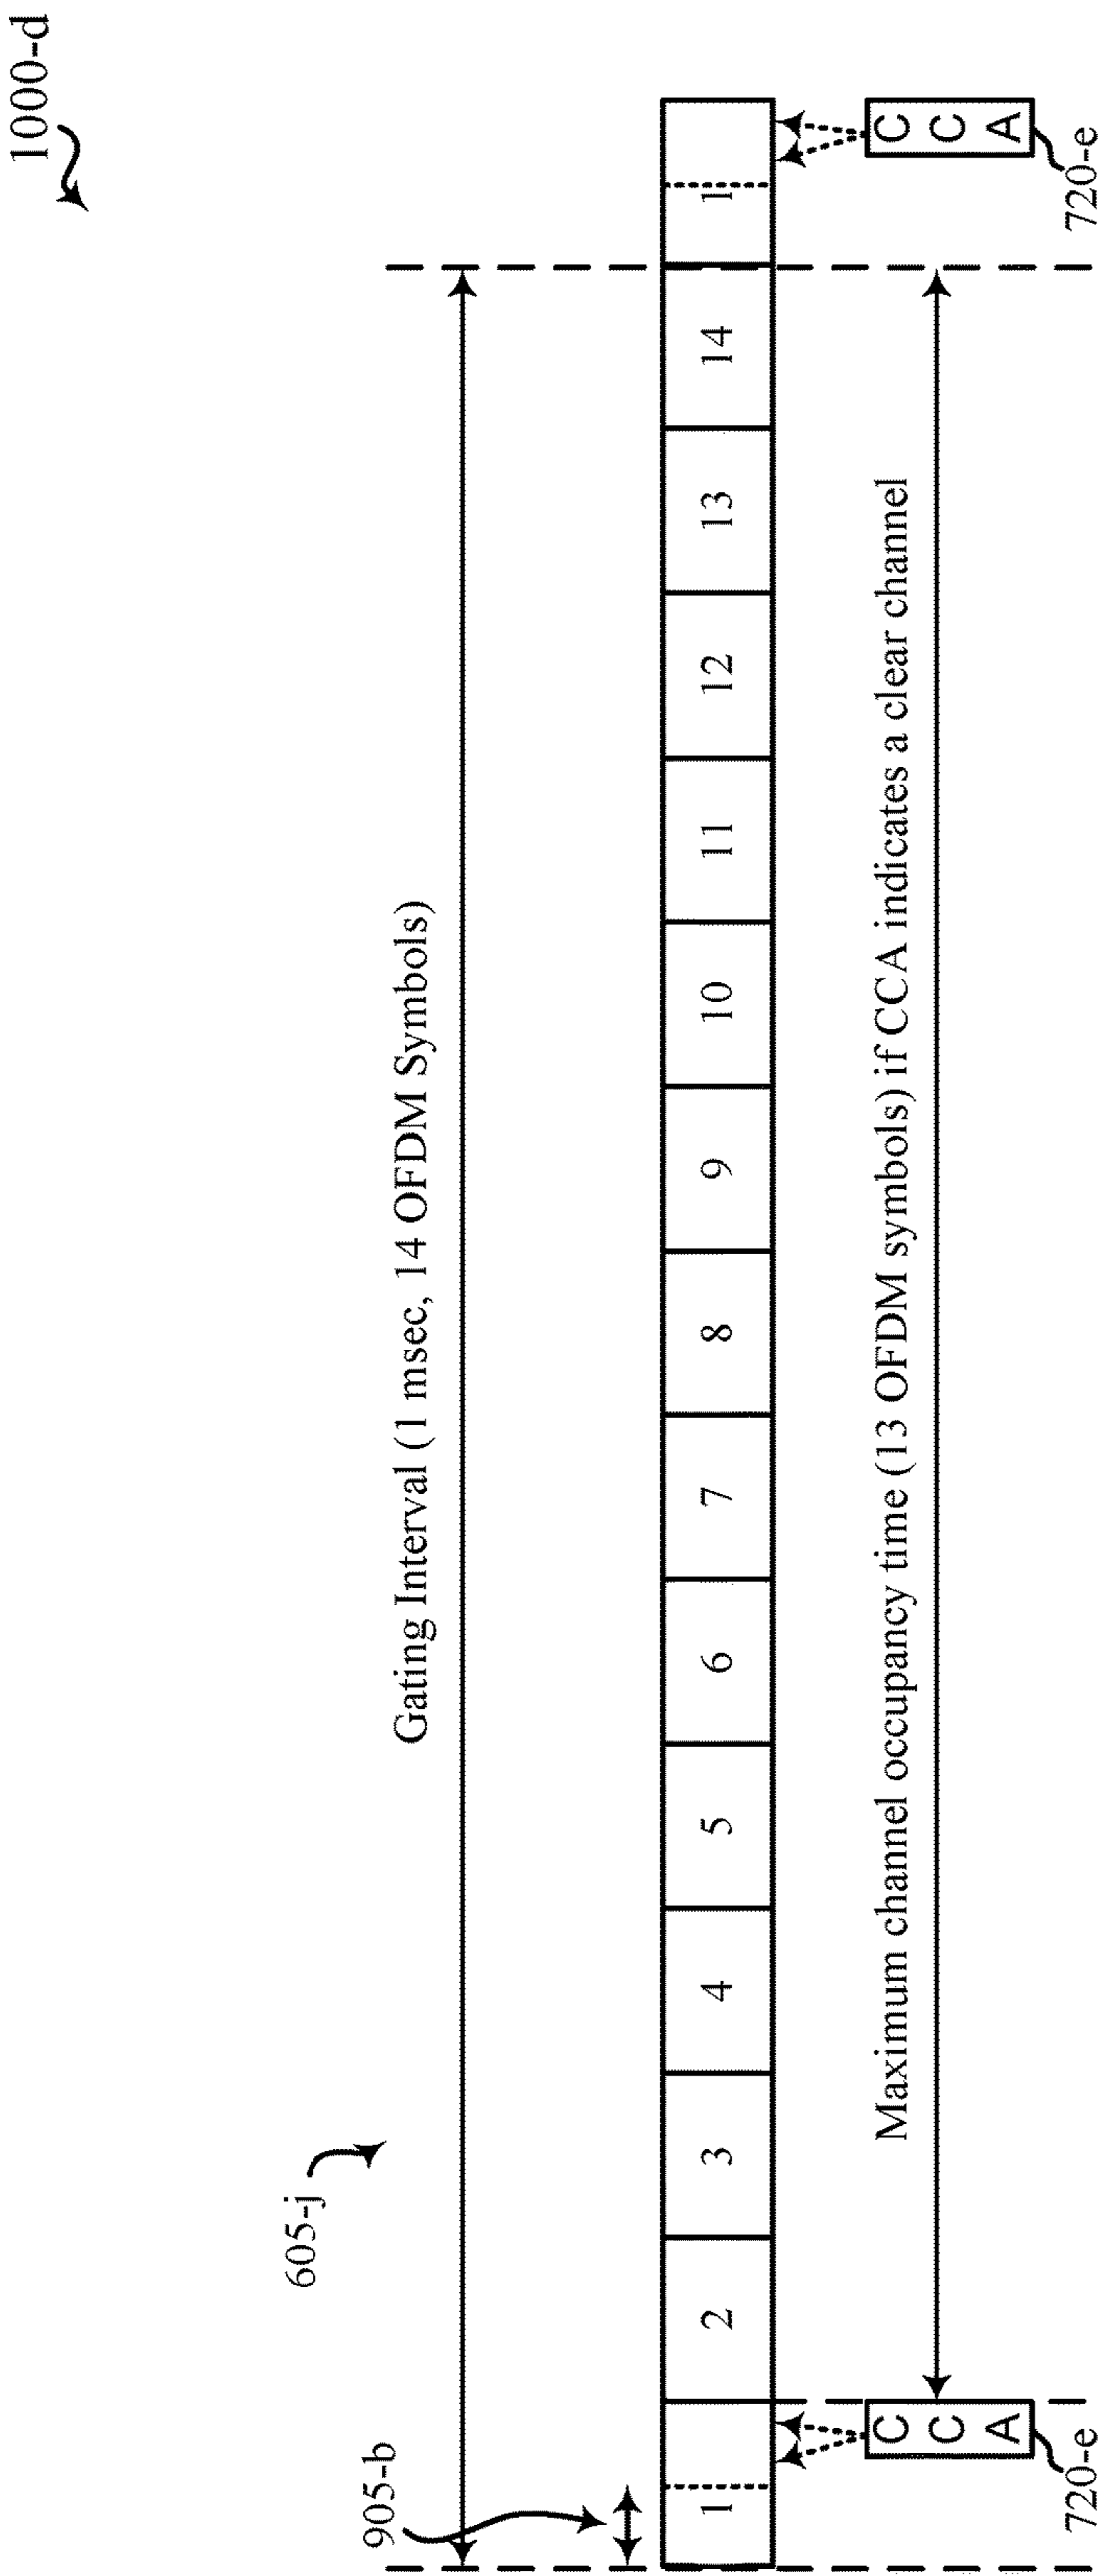 1000-d
Gating Interval (1 msec, 14 OFDM Symbols)
605-j
905-b
1 2 3 4 5 6 7 8 9 10 11 12 13 14 1
CCA
CCA
Maximum channel occupancy time (13 OFDM symbols) if CCA indicates a clear channel
720-e
720-e